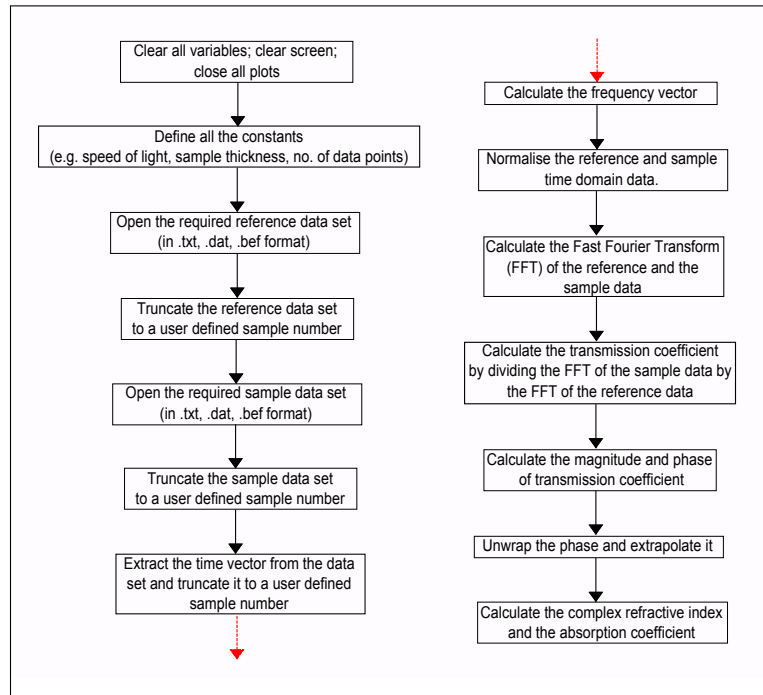 Clear all variables; clear screen;
close all plots
Define all the constants
(e.g. speed of light, sample thickness, no. of data points)
Open the required reference data set
(in .txt, .dat, .bef format)
Truncate the reference data set
to a user defined sample number
Open the required sample data set
(in .txt, .dat, .bef format)
Truncate the sample data set
to a user defined sample number
Extract the time vector from the data
set and truncate it to a user defined
sample number
Calculate the frequency vector
Normalise the reference and sample
time domain data.
Calculate the Fast Fourier Transform
(FFT) of the reference and the
sample data
Calculate the transmission coefficient
by dividing the FFT of the sample data by
the FFT of the reference data
Calculate the magnitude and phase
of transmission coefficient
Unwrap the phase and extrapolate it
Calculate the complex refractive index
and the absorption coefficient